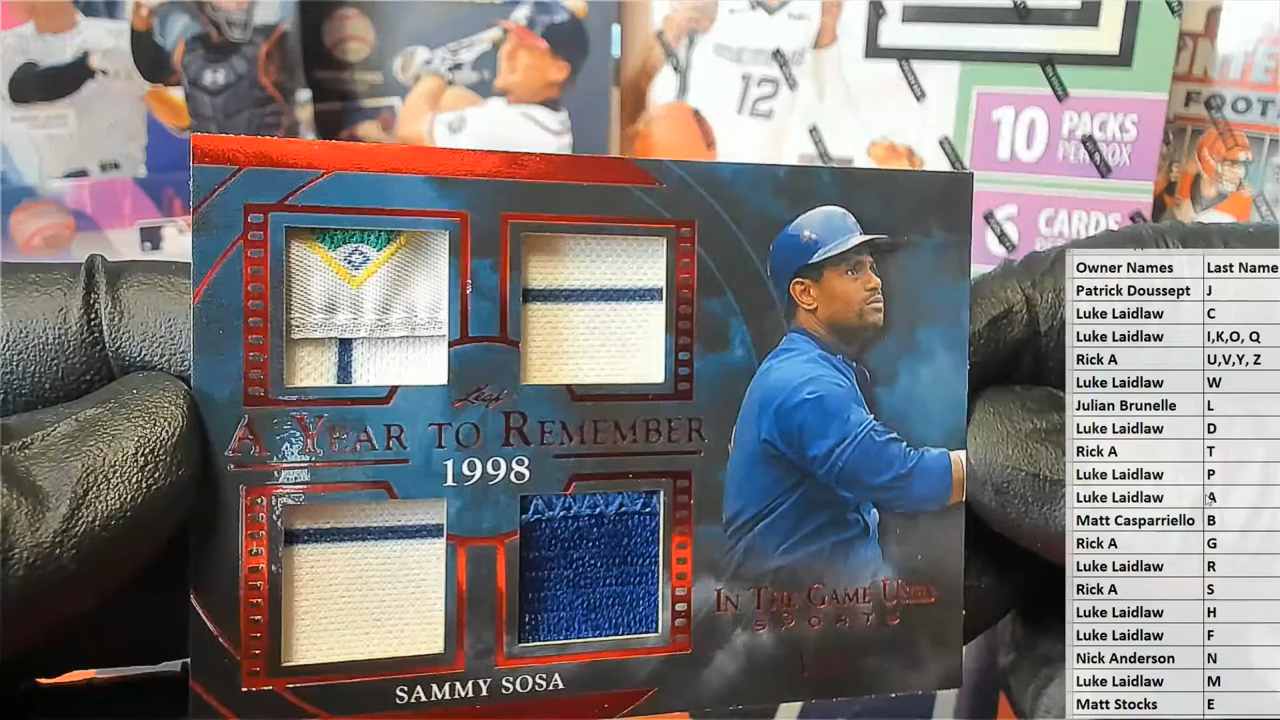 12
10 PACKS
PER BOX
6 CARDS
FOOT
Leaf
A YEAR TO REMEMBER
1998
IN THE GAME USED
SPORTS
SAMMY SOSA
Owner Names Last Name
Patrick Doussept J
Luke Laidlaw C
Luke Laidlaw I,K,O, Q
Rick A U,V,Y, Z
Luke Laidlaw W
Julian Brunelle L
Luke Laidlaw D
Rick A T
Luke Laidlaw P
Luke Laidlaw A
Matt Casparriello B
Rick A G
Luke Laidlaw R
Rick A S
Luke Laidlaw H
Luke Laidlaw F
Nick Anderson N
Luke Laidlaw M
Matt Stocks E